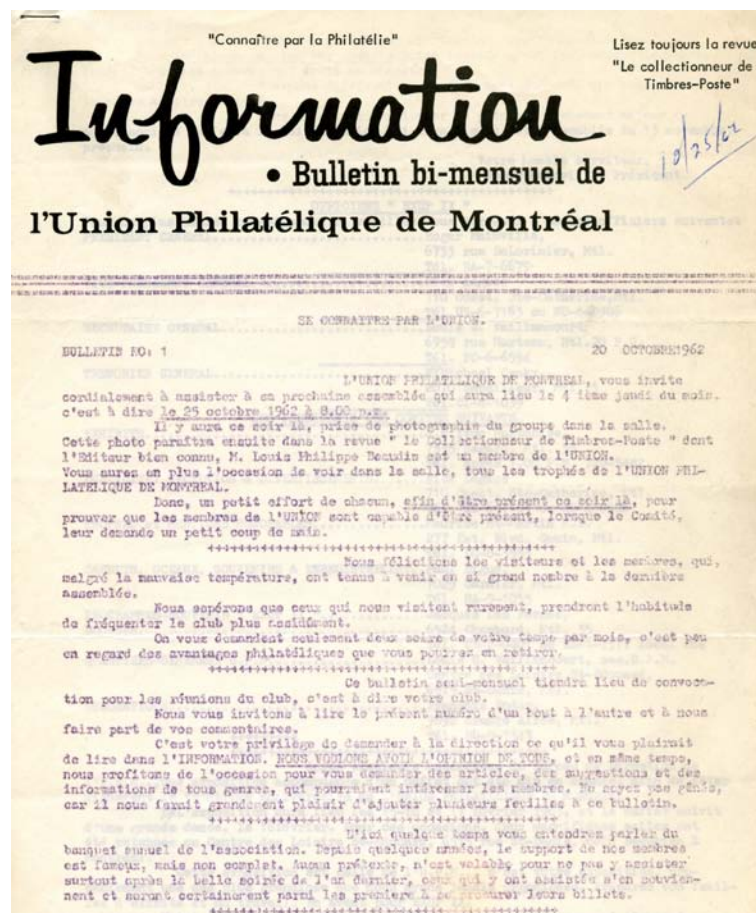 "Connaître par la Philatélie"
Lisez toujours la revue
"Le collectionneur de
Timbres-Poste"
Information
10/25/62
• Bulletin bi-mensuel de
l'Union Philatélique de Montréal
SE CONNAITRE PAR L'UNION.
BULLETIN NO: 1 20 OCTOBRE 1962
L'UNION PHILATELIQUE DE MONTREAL, vous invite
cordialement à assister à sa prochaine assemblée qui aura lieu le 4 ième jeudi du mois.
c'est à dire le 25 octobre 1962 à 8.00 p.m.
Il y aura ce soir là, prise de photographie du groupe dans la salle.
Cette photo paraîtra ensuite dans la revue " le Collectionneur de Timbres-Poste " dont
l'Editeur bien connu, M. Louis Philippe Beaudin est un membre de l'UNION.
Vous aurez en plus l'occasion de voir dans la salle, tous les trophés de l'UNION PHI-
LATELIQUE DE MONTREAL.
Donc, un petit effort de chacun, afin d'être présent ce soir là, pour
prouver que les membres de l'UNION sont capable d'être présent, lorsque le Comité,
leur demande un petit coup de main.
Nous félicitons les visiteurs et les membres, qui,
malgré la mauvaise température, ont tenus à venir en si grand nombre à la dernière
assemblée.
Nous espérons que ceux qui nous visitent rarement, prendront l'habitude
de fréquenter le club plus assidûment.
On vous demandent seulement deux soirs de votre temps par mois, c'est peu
en regard des avantages philatéliques que vous pourrez en retirer.
Ce bulletin semi-mensuel tiendra lieu de convoca-
tion pour les réunions du club, c'est à dire votre club.
Nous vous invitons à lire le présent numéro d'un bout à l'autre et à nous
faire part de vos commentaires.
C'est votre privilège de demander à la direction ce qu'il vous plairait
de lire dans l'INFORMATION. NOUS VOULONS AVOIR L'OPINION DE TOUS, et en même temps,
nous profitons de l'occasion pour vous demander des articles, des suggestions et des
informations de tous genres, qui pourraient intéresser les membres. Ne soyez pas gênés,
car il nous ferait grandement plaisir d'ajouter plusieurs feuilles à ce bulletin.
D'ici quelque temps vous entendrez parler du
banquet annuel de l'association. Depuis quelques années, le support de nos membres
est fameux, mais non complet. Aucun prétexte, n'est valable pour ne pas y assister
surtout après la belle soirée de l'an dernier, ceux qui y ont assistés s'en souvien-
nent et seront certainement parmi les premiers à se procurer leurs billets.